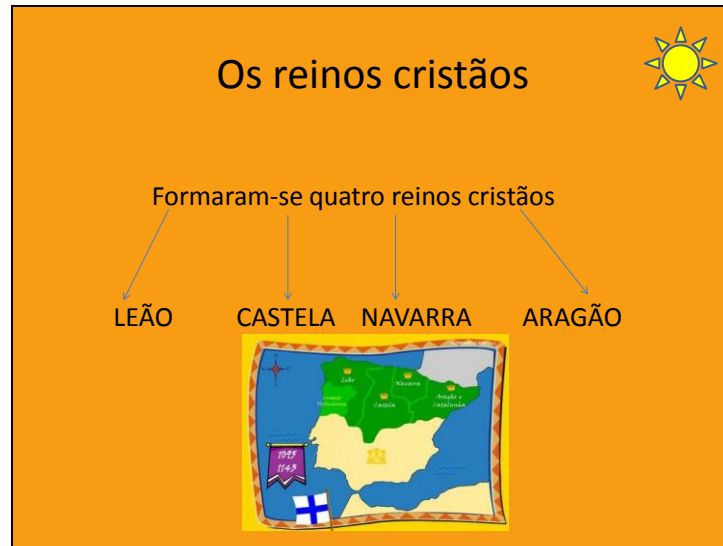 Os reinos cristãos
Formaram-se quatro reinos cristãos
LEÃO CASTELA NAVARRA ARAGÃO
Leão
Navarra
Castela
Aragão e
Catalunha
1095
1143